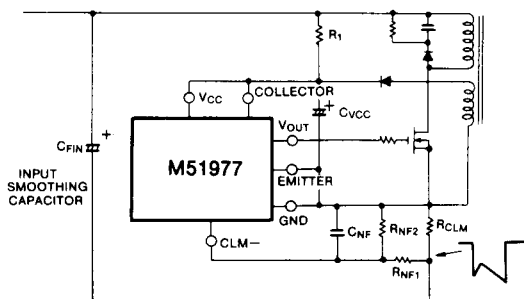 R1
VCC
COLLECTOR
CVCC
VOUT
CFIN
+
+
M51977
INPUT
SMOOTHING
CAPACITOR
EMITTER
GND
CLM−
CNF
RNF2
RCLM
RNF1